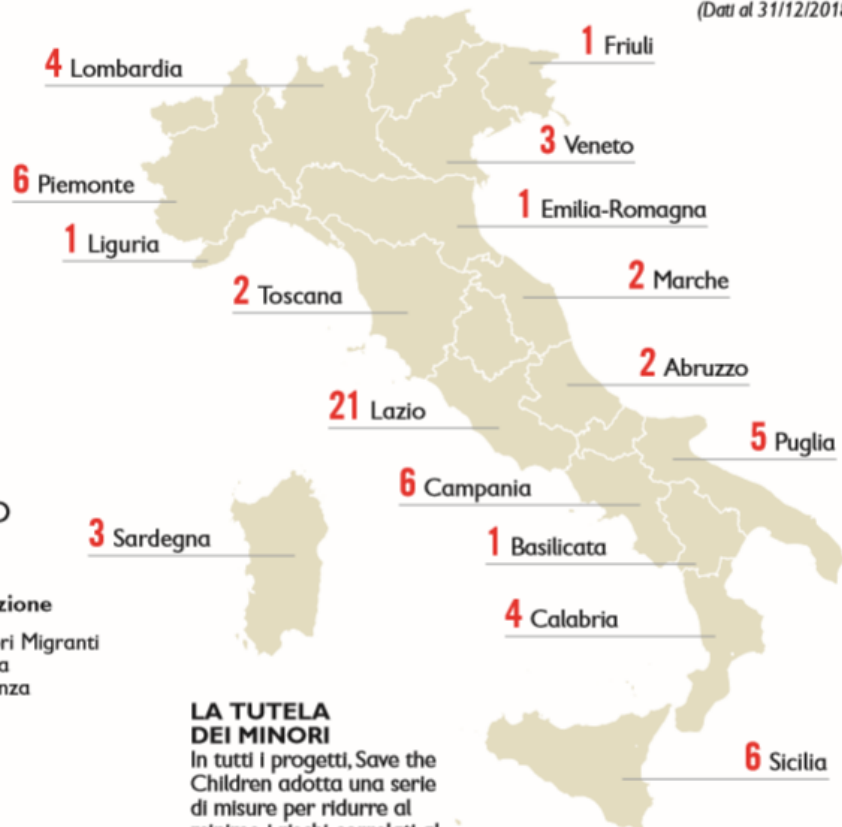 (Dati al 31/12/2018
1 Friuli
4 Lombardia
3 Veneto
6 Piemonte
1 Emilia-Romagna
1 Liguria
2 Marche
2 Toscana
2 Abruzzo
21 Lazio
5 Puglia
6 Campania
3 Sardegna
1 Basilicata
zione
4 Calabria
ri Migranti
a
nza
LA TUTELA
DEI MINORI
In tutti i progetti, Save the
Children adotta una serie
di misure per ridurre al
6 Sicilia